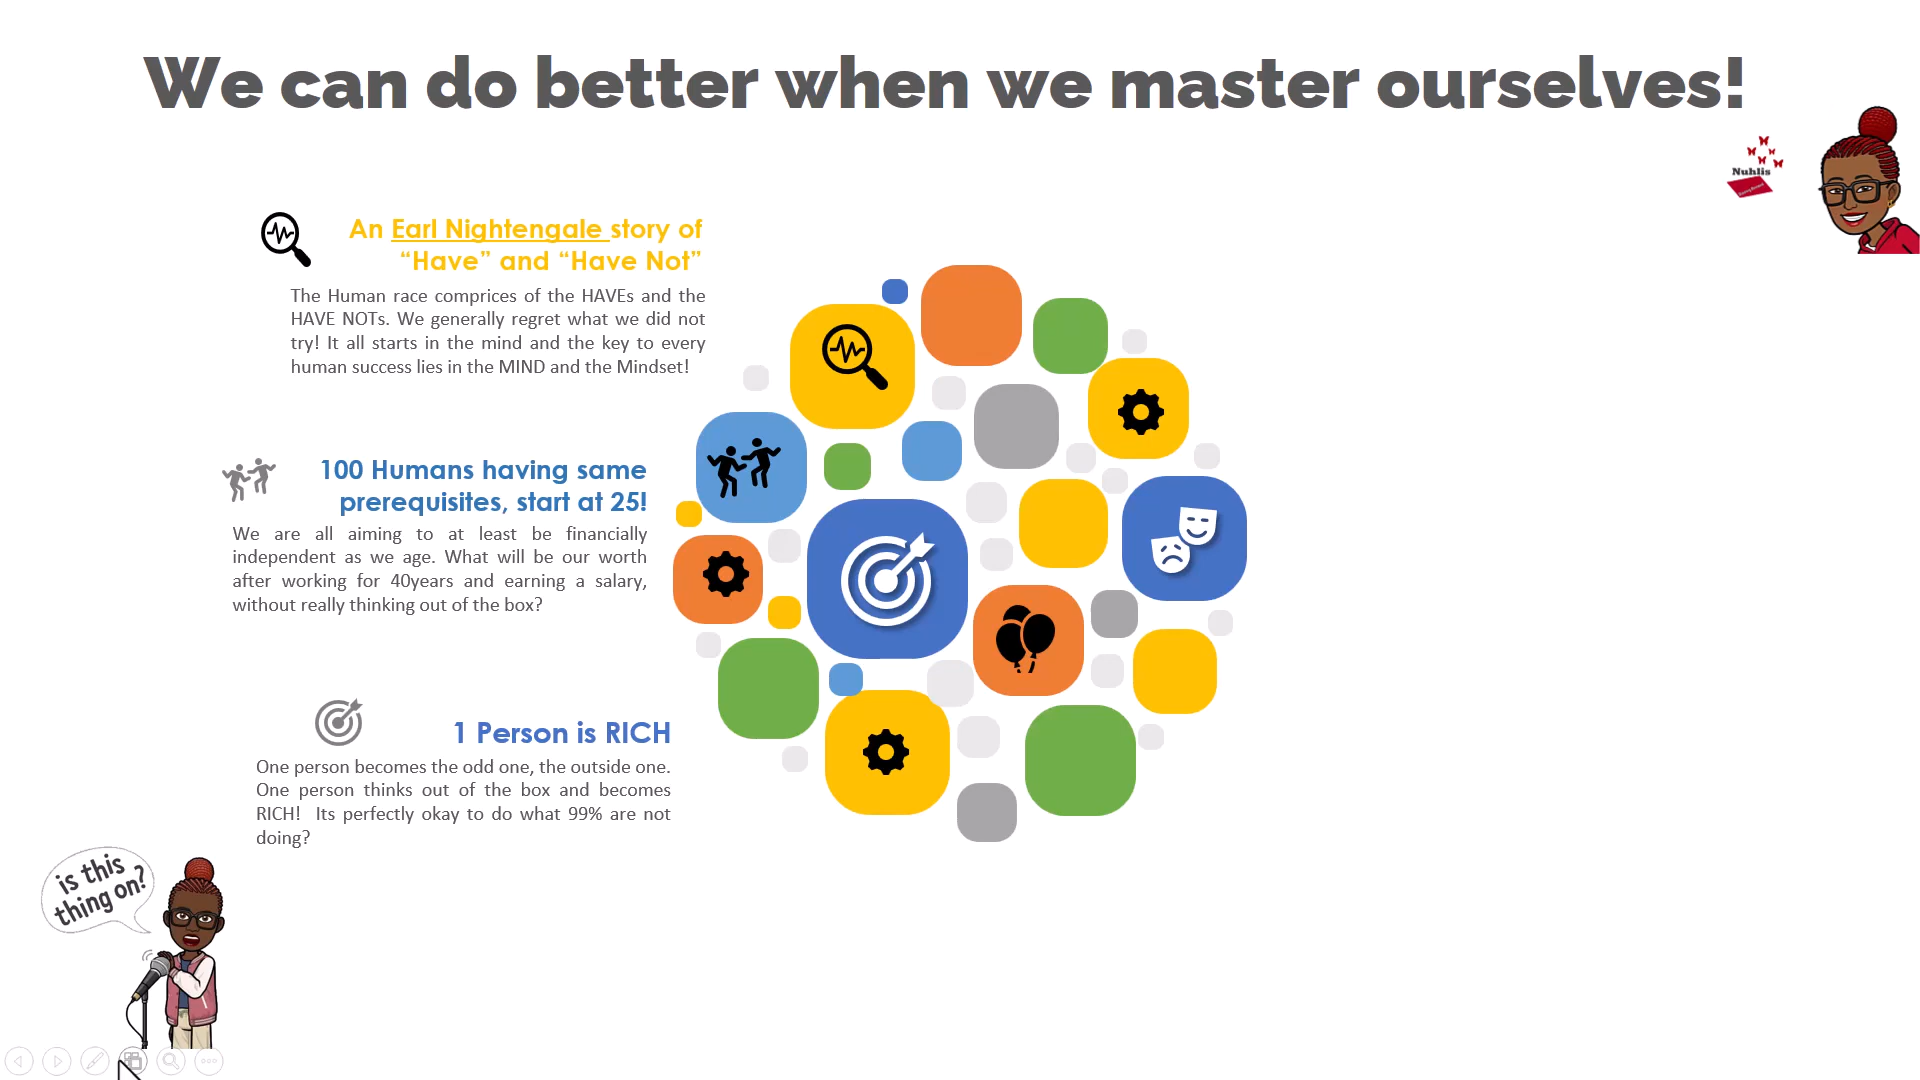 We can do better when we master ourselves!
Nuhlis
An Earl Nightengale story of
“Have” and “Have Not”
The Human race comprices of the HAVEs and the
HAVE NOTs. We generally regret what we did not
try! It all starts in the mind and the key to every
human success lies in the MIND and the Mindset!
100 Humans having same
prerequisites, start at 25!
We are all aiming to at least be financially
independent as we age. What will be our worth
after working for 40years and earning a salary,
without really thinking out of the box?
1 Person is RICH
One person becomes the odd one, the outside one.
One person thinks out of the box and becomes
RICH!  Its perfectly okay to do what 99% are not
doing?
is this
thing on?